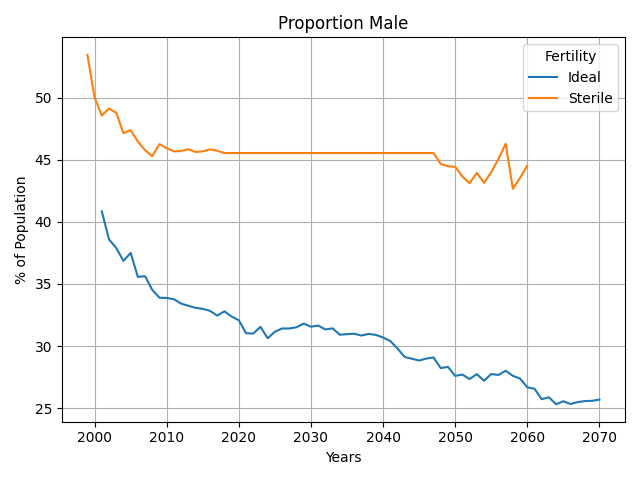 Proportion Male
% of Population
50
45
40
35
30
25
Fertility
Ideal
Sterile
2000 2010 2020 2030 2040 2050 2060 2070
Years